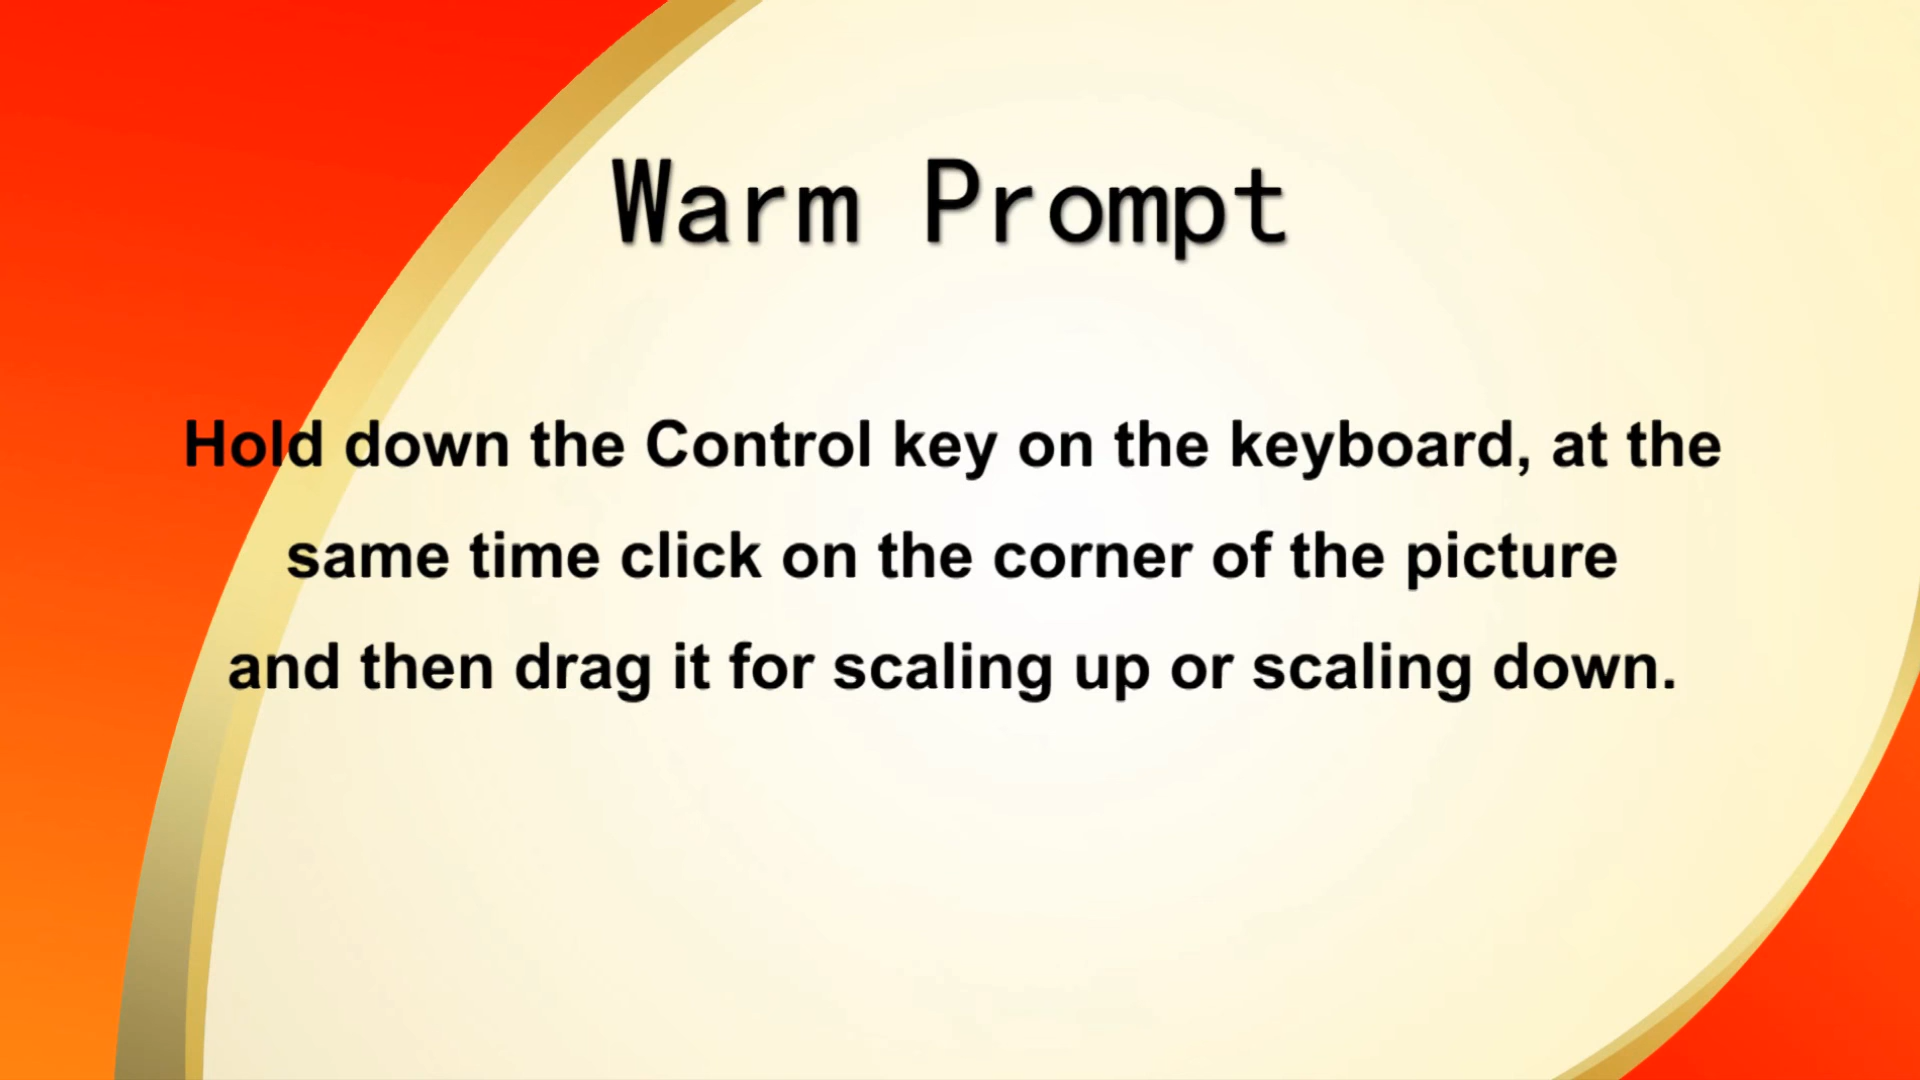 Warm Prompt
Hold down the Control key on the keyboard, at the
same time click on the corner of the picture
and then drag it for scaling up or scaling down.